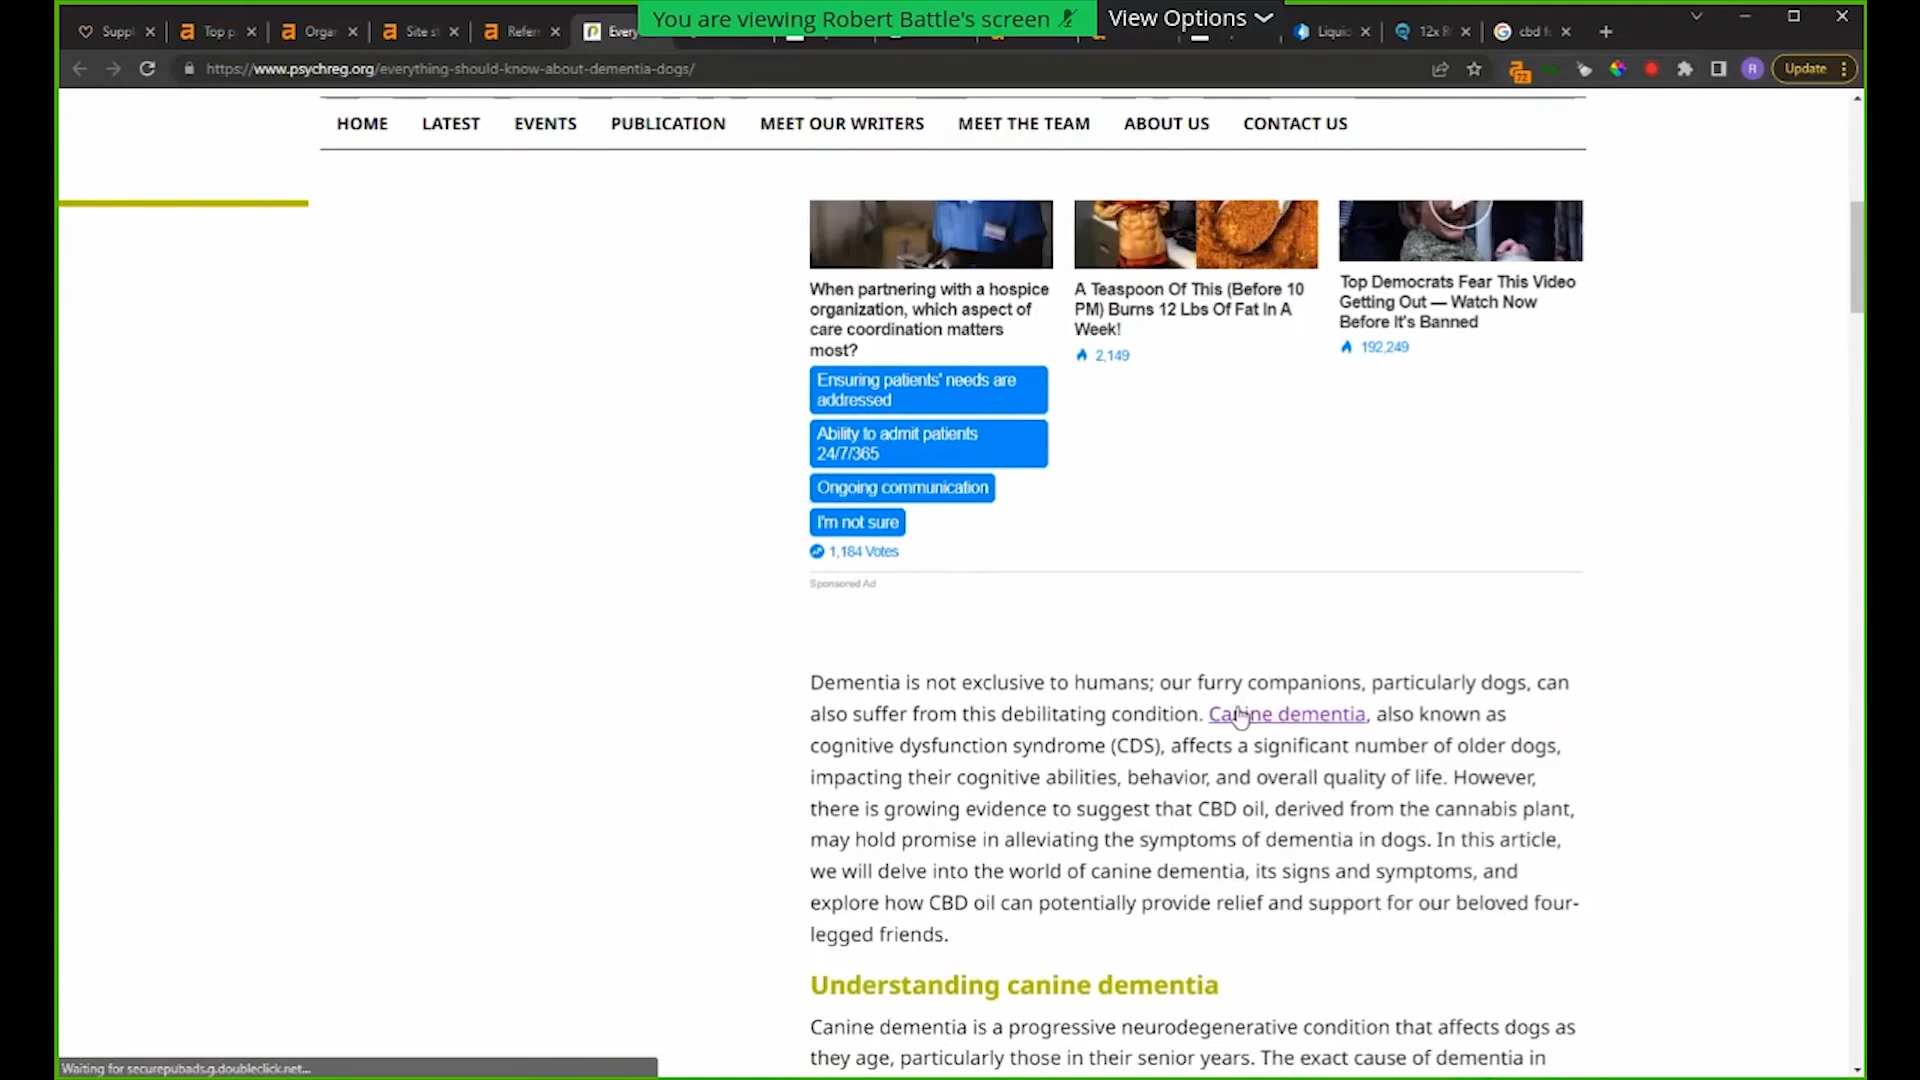 You are viewing Robert Battle's screen
View Options
Supp
Top p
Orga
Site s
Refer
Every
Liquid
12x R
cbd f
https://www.psychreg.org/everything-should-know-about-dementia-dogs/
72
R
Update
HOME LATEST EVENTS PUBLICATION MEET OUR WRITERS MEET THE TEAM ABOUT US CONTACT US
When partnering with a hospice
organization, which aspect of
care coordination matters
most?
Ensuring patients' needs are
addressed
Ability to admit patients
24/7/365
Ongoing communication
I'm not sure
1,184 Votes
A Teaspoon Of This (Before 10
PM) Burns 12 Lbs Of Fat In A
Week!
2,149
Top Democrats Fear This Video
Getting Out — Watch Now
Before It's Banned
192,249
Sponsored Ad
Dementia is not exclusive to humans; our furry companions, particularly dogs, can
also suffer from this debilitating condition. Canine dementia, also known as
cognitive dysfunction syndrome (CDS), affects a significant number of older dogs,
impacting their cognitive abilities, behavior, and overall quality of life. However,
there is growing evidence to suggest that CBD oil, derived from the cannabis plant,
may hold promise in alleviating the symptoms of dementia in dogs. In this article,
we will delve into the world of canine dementia, its signs and symptoms, and
explore how CBD oil can potentially provide relief and support for our beloved four-
legged friends.
Understanding canine dementia
Canine dementia is a progressive neurodegenerative condition that affects dogs as
they age, particularly those in their senior years. The exact cause of dementia in
Waiting for securepubads.g.doubleclick.net...